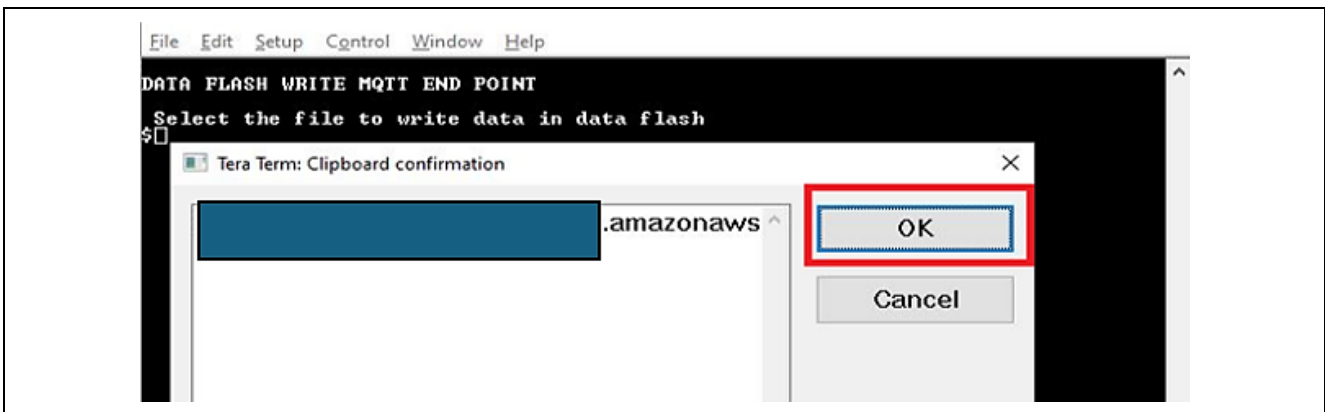 File Edit Setup Control Window Help
DATA FLASH WRITE MQTT END POINT
Select the file to write data in data flash
$
Tera Term: Clipboard confirmation
.amazonaws
OK
Cancel